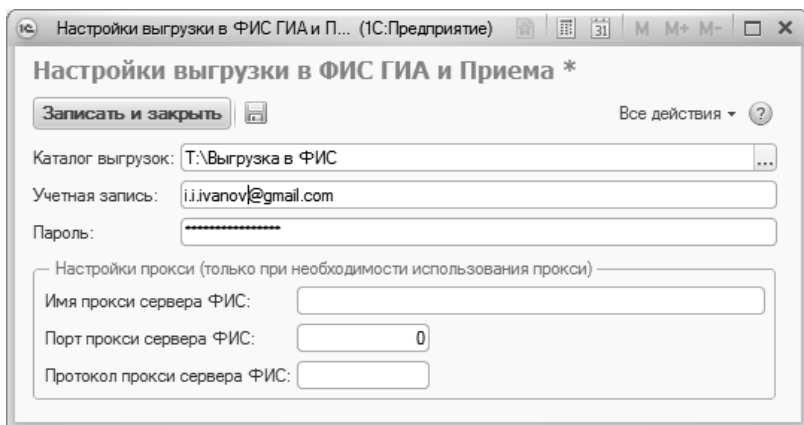 1С Настройки выгрузки в ФИС ГИА и П... (1С:Предприятие) 31 M M+ M-
Настройки выгрузки в ФИС ГИА и Приема *
Записать и закрыть Все действия ?
Каталог выгрузок: T:\Выгрузка в ФИС ...
Учетная запись: i.i.ivanov@gmail.com
Пароль: ****************
Настройки прокси (только при необходимости использования прокси)
Имя прокси сервера ФИС:
Порт прокси сервера ФИС: 0
Протокол прокси сервера ФИС: